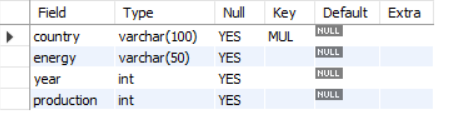 Field Type Null Key Default Extra
country varchar(100) YES MUL NULL
energy varchar(50) YES NULL
year int YES NULL
production int YES NULL